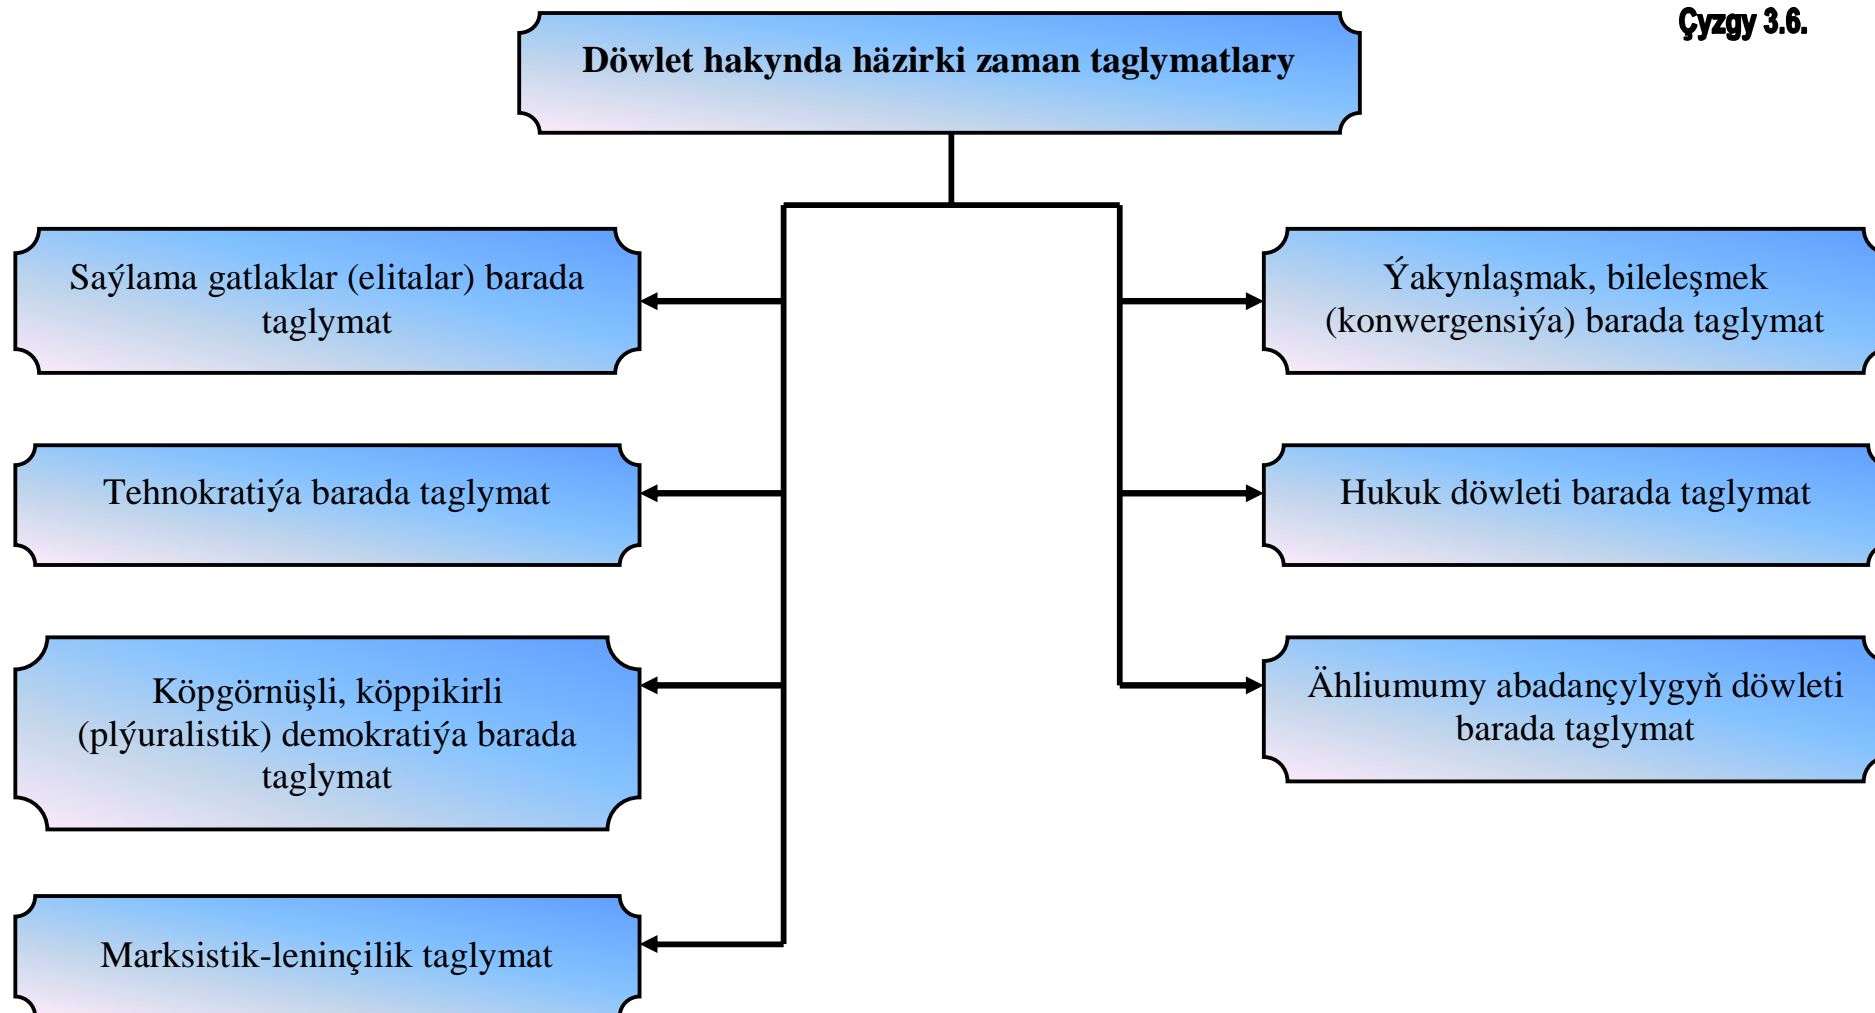 Çyzgy 3.6.
Döwlet hakynda häzirki zaman taglymatlary
Saýlama gatlaklar (elitalar) barada
taglymat
Tehnokratiýa barada taglymat
Köpgörnüşli, köppikirli
(plýuralistik) demokratiýa barada
taglymat
Marksistik-leninçilik taglymat
Ýakynlaşmak, bileleşmek
(konwergensiýa) barada taglymat
Hukuk döwleti barada taglymat
Ähliumumy abadançylygyň döwleti
barada taglymat